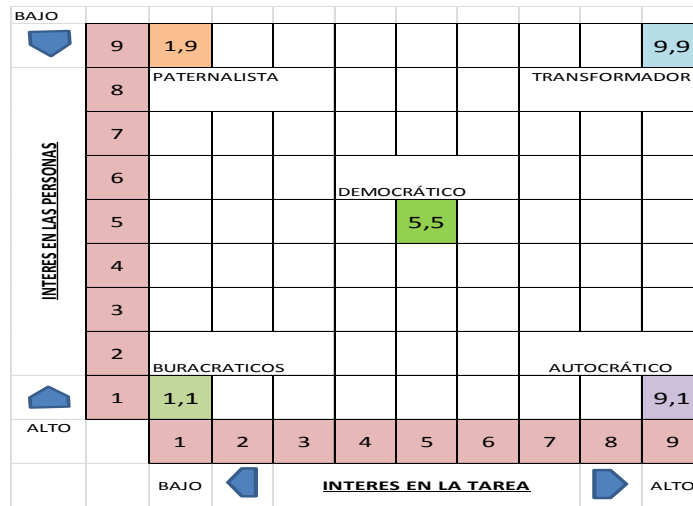 BAJO
9 1,9 9,9
PATERNALISTA TRANSFORMADOR
8
7
6
DEMOCRÁTICO
5 5,5
4
3
2
BURACRATICOS AUTOCRÁTICO
1 1,1 9,1
INTERES EN LAS PERSONAS
ALTO
1 2 3 4 5 6 7 8 9
BAJO INTERES EN LA TAREA ALTO